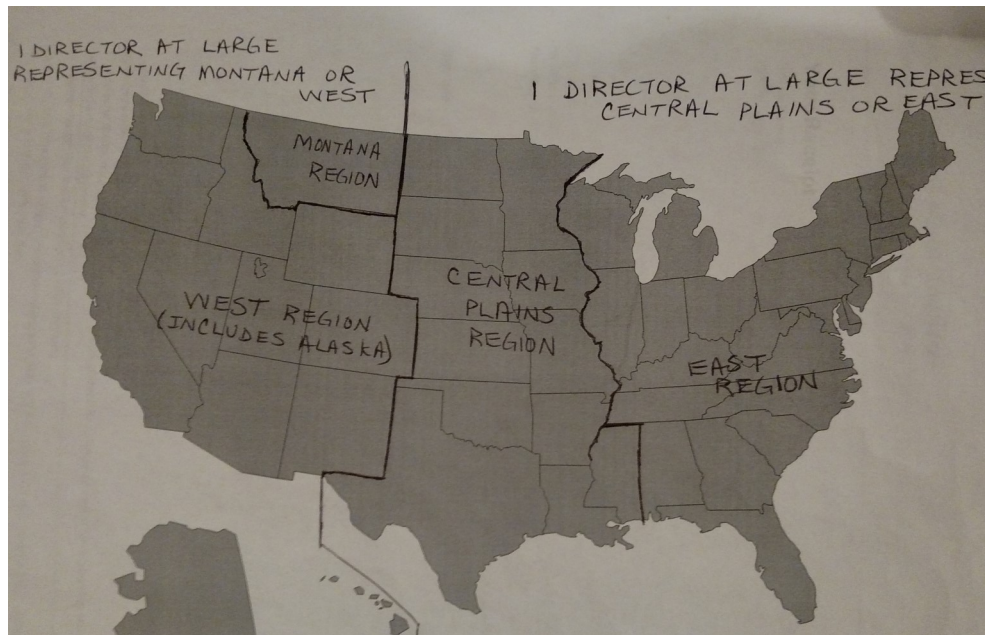 1 DIRECTOR AT LARGE
REPRESENTING MONTANA OR
WEST
1 DIRECTOR AT LARGE REPRES
CENTRAL PLAINS OR EAST
MONTANA
REGION
CENTRAL
PLAINS
REGION
WEST REGION
(INCLUDES ALASKA)
EAST
REGION